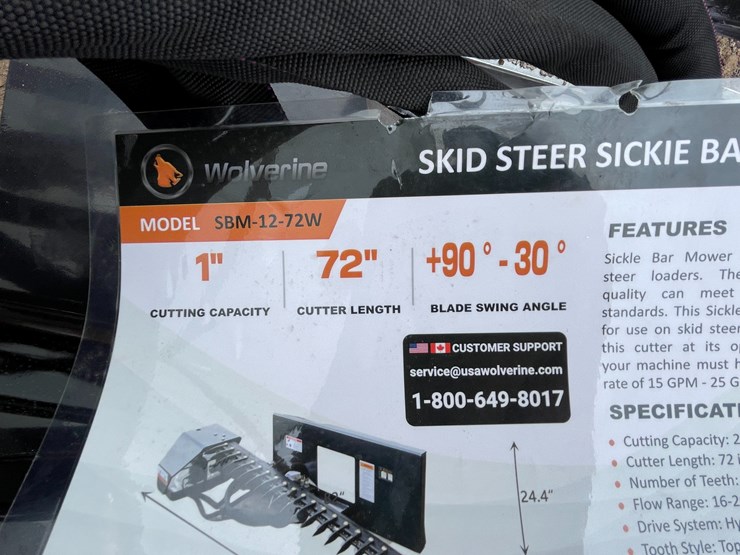 Wolverine
SKID STEER SICKIE BA
MODEL SBM-12-72W
1"
72"
+90° - 30°
CUTTING CAPACITY
CUTTER LENGTH
BLADE SWING ANGLE
CUSTOMER SUPPORT
service@usawolverine.com
1-800-649-8017
24.4"
FEATURES
Sickle Bar Mower
steer loaders. The
quality can meet
standards. This Sickle
for use on skid steer
this cutter at its op
your machine must h
rate of 15 GPM - 25 G
SPECIFICAT
• Cutting Capacity: 2
• Cutter Length: 72 i
• Number of Teeth:
• Flow Range: 16-2
• Drive System: Hy
• Tooth Style: Top